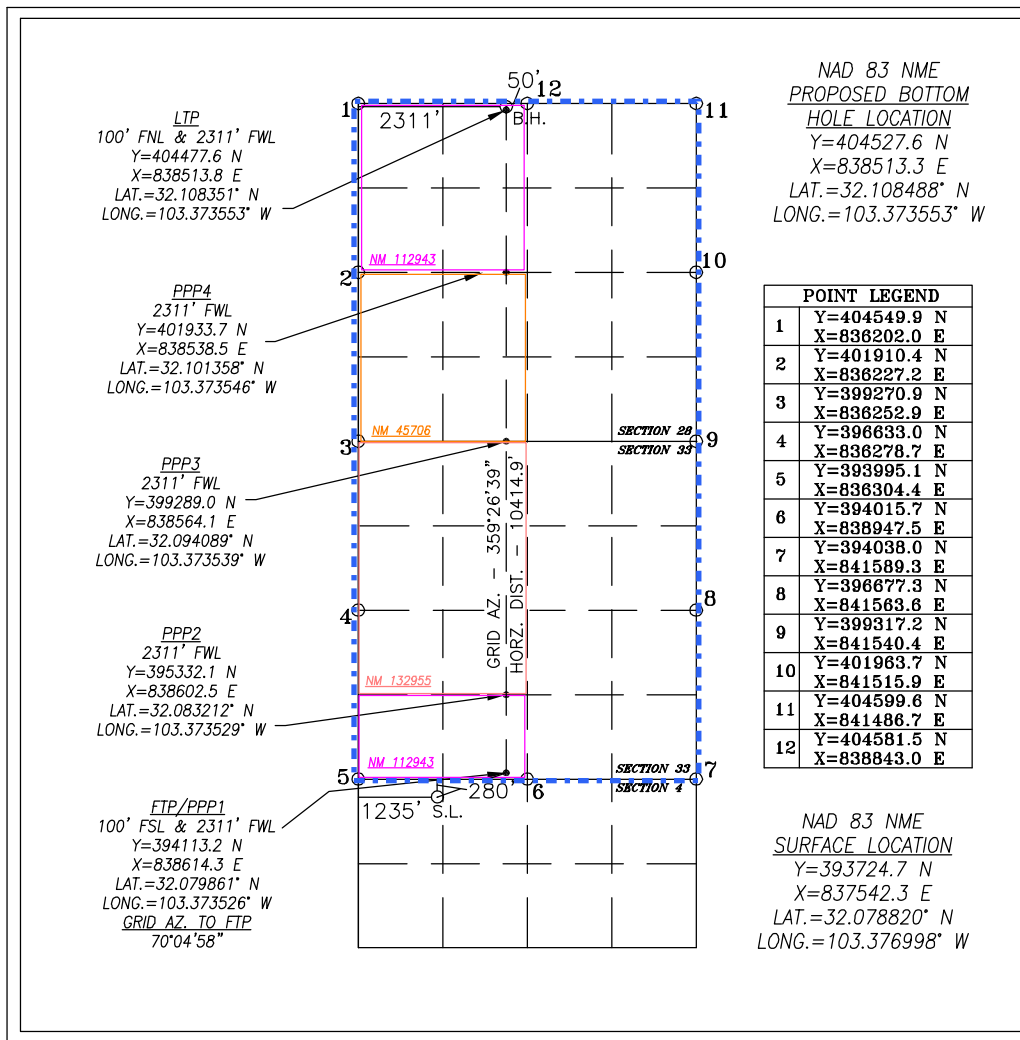 LTP
100' FNL & 2311' FWL
Y=404477.6 N
X=838513.8 E
LAT.=32.108351° N
LONG.=103.373553° W
PPP4
2311' FWL
Y=401933.7 N
X=838538.5 E
LAT.=32.101358° N
LONG.=103.373546° W
PPP3
2311' FWL
Y=399289.0 N
X=838564.1 E
LAT.=32.094089° N
LONG.=103.373539° W
PPP2
2311' FWL
Y=395332.1 N
X=838602.5 E
LAT.=32.083212° N
LONG.=103.373529° W
FTP/PPP1
100' FSL & 2311' FWL
Y=394113.2 N
X=838614.3 E
LAT.=32.079861° N
LONG.=103.373526° W
GRID AZ. TO FTP
70°04'58"
50'
1
12
11
2311'
B.H.
NM 112943
2
10
NM 45706
SECTION 28
3
9
SECTION 33
GRID AZ. – 359°26'39"
HORZ. DIST. – 10414.9'
4
8
NM 132955
NM 112943
SECTION 33
5
6
7
SECTION 4
280'
1235'
S.L.
NAD 83 NME
PROPOSED BOTTOM
HOLE LOCATION
Y=404527.6 N
X=838513.3 E
LAT.=32.108488° N
LONG.=103.373553° W
POINT LEGEND
1 Y=404549.9 N
X=836202.0 E
2 Y=401910.4 N
X=836227.2 E
3 Y=399270.9 N
X=836252.9 E
4 Y=396633.0 N
X=836278.7 E
5 Y=393995.1 N
X=836304.4 E
6 Y=394015.7 N
X=838947.5 E
7 Y=394038.0 N
X=841589.3 E
8 Y=396677.3 N
X=841563.6 E
9 Y=399317.2 N
X=841540.4 E
10 Y=401963.7 N
X=841515.9 E
11 Y=404599.6 N
X=841486.7 E
12 Y=404581.5 N
X=838843.0 E
NAD 83 NME
SURFACE LOCATION
Y=393724.7 N
X=837542.3 E
LAT.=32.078820° N
LONG.=103.376998° W